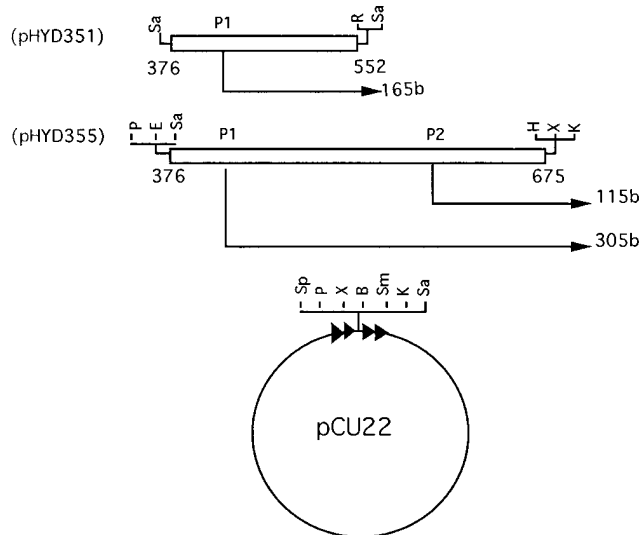 Sa P1 R Sa
(pHYD351)
376 552
165b
P E Sa H X K
(pHYD355) P1 P2
376 675
115b
305b
Sp P X B Sm K Sa
pCU22